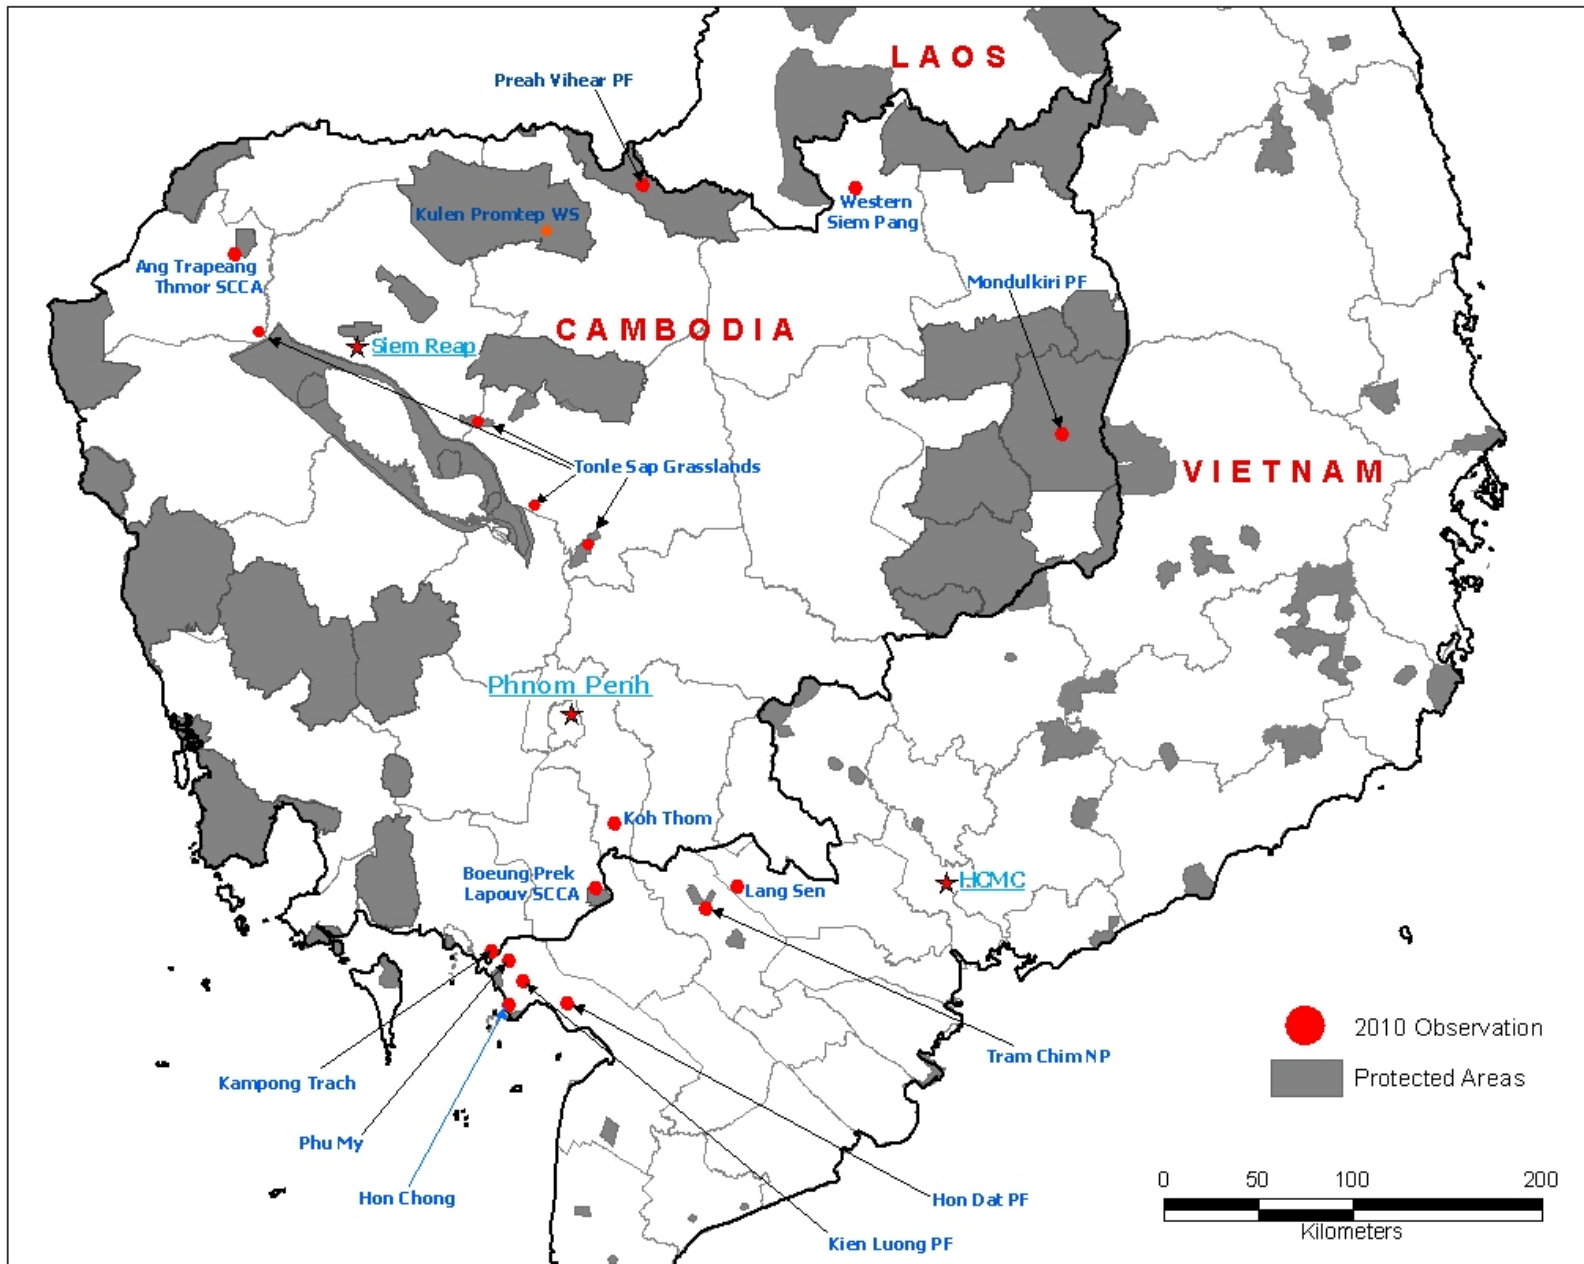 LAOS
Preah Vihear PF
Kulen Promtep WS
Western
Siem Pang
Ang Trapeang
Thmor SCCA
Mondulkiri PF
CAMBODIA
Siem Reap
Tonle Sap Grasslands
VIETNAM
Phnom Penh
Koh Thom
Boeung Prek
Lapouv SCCA
Lang Sen
HCMC
2010 Observation
Tram Chim NP
Protected Areas
Kampong Trach
Phu My
Hon Chong
Hon Dat PF
Kien Luong PF
0 50 100 200
Kilometers